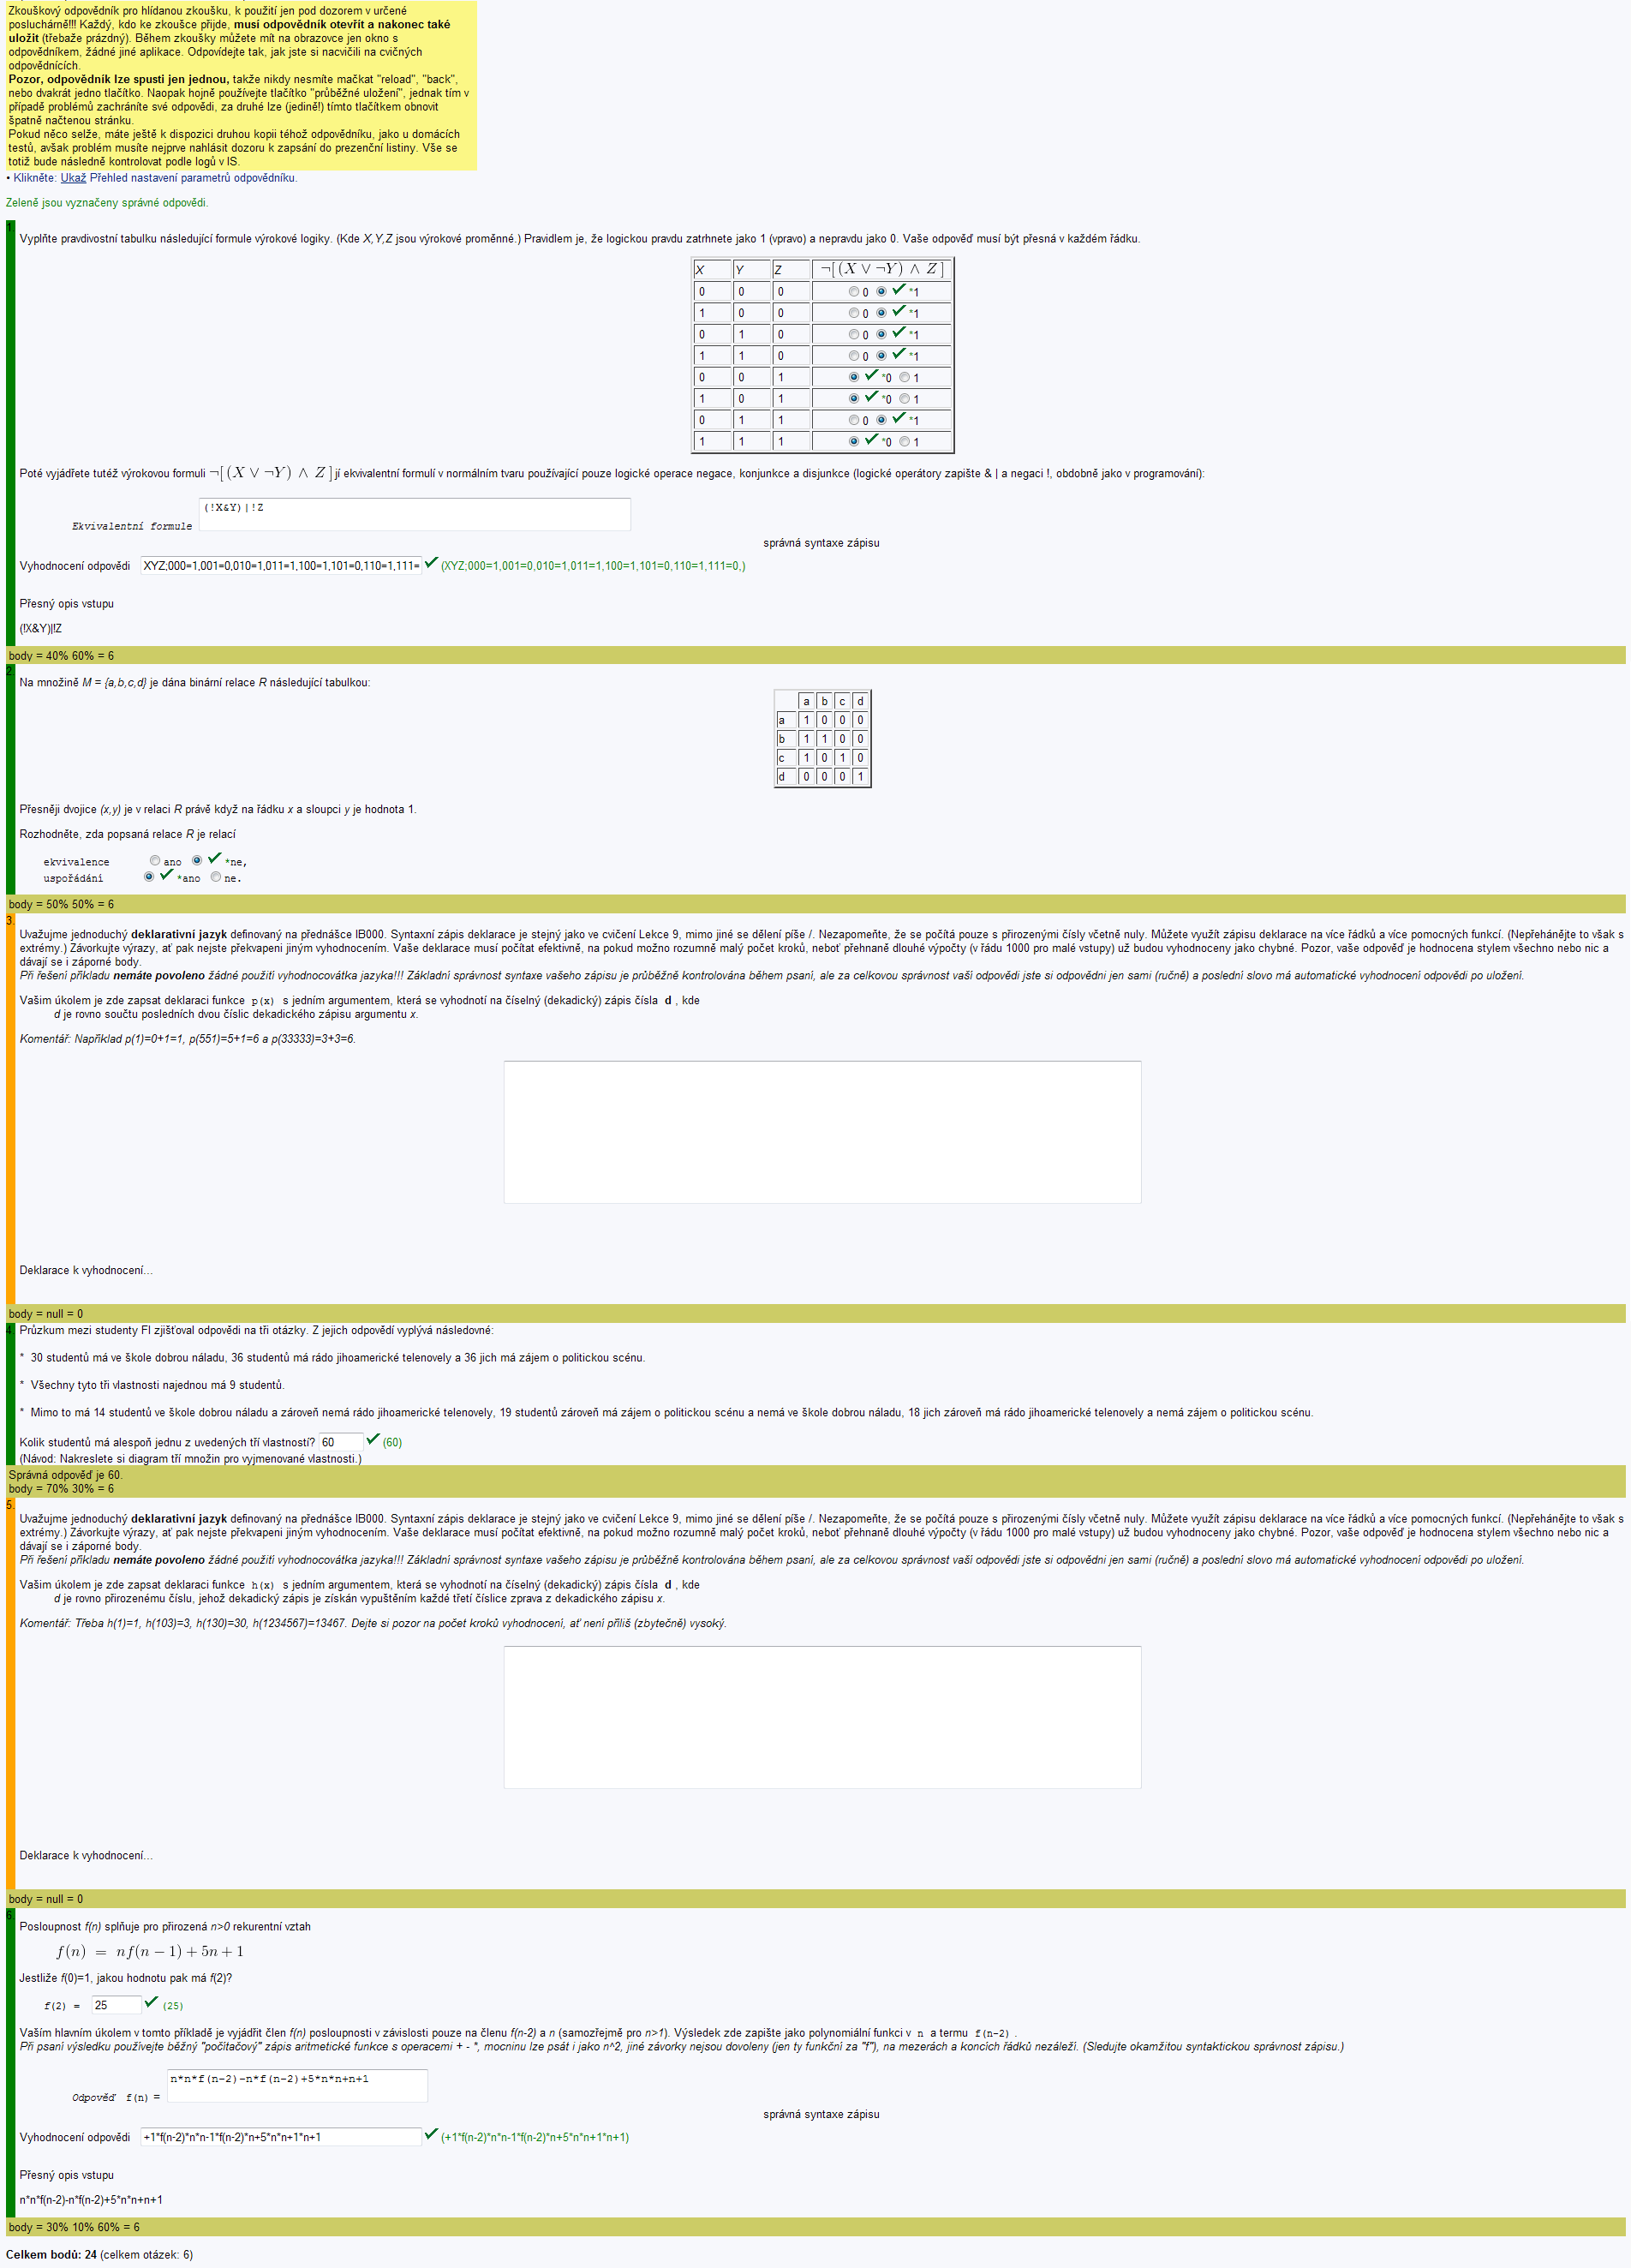 Zkouškový odpovědník pro hlídanou zkoušku, k použití jen pod dozorem v určené
posluchárně!!! Každý, kdo ke zkoušce přijde, musí odpovědník otevřít a nakonec také
uložit (třebaže prázdný). Během zkoušky můžete mít na obrazovce jen okno s
odpovědníkem, žádné jiné aplikace. Odpovídejte tak, jak jste si nacvičili na cvičných
odpovědnících.
Pozor, odpovědník lze spusti jen jednou, takže nikdy nesmíte mačkat "reload", "back",
nebo dvakrát jedno tlačítko. Naopak hojně používejte tlačítko "průběžné uložení", jednak tím v
případě problémů zachráníte své odpovědi, za druhé lze (jedině!) tímto tlačítkem obnovit
špatně načtenou stránku.
Pokud něco selže, máte ještě k dispozici druhou kopii téhož odpovědníku, jako u domácích
testů, avšak problém musíte nejprve nahlásit dozoru k zapsání do prezenční listiny. Vše se
totiž bude následně kontrolovat podle logů v IS.
• Klikněte: Ukaž Přehled nastavení parametrů odpovědníku.
Zeleně jsou vyznačeny správné odpovědi.
1.
Vyplňte pravdivostní tabulku následující formule výrokové logiky. (Kde X,Y,Z jsou výrokové proměnné.) Pravidlem je, že logickou pravdu zatrhnete jako 1 (vpravo) a nepravdu jako 0. Vaše odpověď musí být přesná v každém řádku.
X Y Z ¬[(X ∨ ¬Y) ∧ Z]
0 0 0 0 *1
1 0 0 0 *1
0 1 0 0 *1
1 1 0 0 *1
0 0 1 *0 1
1 0 1 *0 1
0 1 1 0 *1
1 1 1 *0 1
Poté vyjádřete tutéž výrokovou formuli ¬[(X ∨ ¬Y) ∧ Z] jí ekvivalentní formulí v normálním tvaru používající pouze logické operace negace, konjunkce a disjunkce (logické operátory zapište & | a negaci !, obdobně jako v programování):
Ekvivalentní formule (!X&Y)|!Z
správná syntaxe zápisu
Vyhodnocení odpovědi XYZ;000=1,001=0,010=1,011=1,100=1,101=0,110=1,111= (XYZ;000=1,001=0,010=1,011=1,100=1,101=0,110=1,111=0,)
Přesný opis vstupu
(!X&Y)|!Z
body = 40% 60% = 6
2.
Na množině M = {a,b,c,d} je dána binární relace R následující tabulkou:
a b c d
a 1 0 0 0
b 1 1 0 0
c 1 0 1 0
d 0 0 0 1
Přesněji dvojice (x,y) je v relaci R právě když na řádku x a sloupci y je hodnota 1.
Rozhodněte, zda popsaná relace R je relací
ekvivalence ano *ne,
uspořádání *ano ne.
body = 50% 50% = 6
3.
Uvažujme jednoduchý deklarativní jazyk definovaný na přednášce IB000. Syntaxní zápis deklarace je stejný jako ve cvičení Lekce 9, mimo jiné se dělení píše /. Nezapomeňte, že se počítá pouze s přirozenými čísly včetně nuly. Můžete využít zápisu deklarace na více řádků a více pomocných funkcí. (Nepřehánějte to však s
extrémy.) Závorkujte výrazy, ať pak nejste překvapeni jiným vyhodnocením. Vaše deklarace musí počítat efektivně, na pokud možno rozumně malý počet kroků, neboť přehnaně dlouhé výpočty (v řádu 1000 pro malé vstupy) už budou vyhodnoceny jako chybné. Pozor, vaše odpověď je hodnocena stylem všechno nebo nic a
dávají se i záporné body.
Při řešení příkladu nemáte povoleno žádné použití vyhodnocovátka jazyka!!! Základní správnost syntaxe vašeho zápisu je průběžně kontrolována během psaní, ale za celkovou správnost vaší odpovědi jste si odpovědni jen sami (ručně) a poslední slovo má automatické vyhodnocení odpovědi po uložení.
Vašim úkolem je zde zapsat deklaraci funkce p(x) s jedním argumentem, která se vyhodnotí na číselný (dekadický) zápis čísla d , kde
d je rovno součtu posledních dvou číslic dekadického zápisu argumentu x.
Komentář: Například p(1)=0+1=1, p(551)=5+1=6 a p(33333)=3+3=6.
Deklarace k vyhodnocení...
body = null = 0
4. Průzkum mezi studenty FI zjišťoval odpovědi na tři otázky. Z jejich odpovědí vyplývá následovné:
* 30 studentů má ve škole dobrou náladu, 36 studentů má rádo jihoamerické telenovely a 36 jich má zájem o politickou scénu.
* Všechny tyto tři vlastnosti najednou má 9 studentů.
* Mimo to má 14 studentů ve škole dobrou náladu a zároveň nemá rádo jihoamerické telenovely, 19 studentů zároveň má zájem o politickou scénu a nemá ve škole dobrou náladu, 18 jich zároveň má rádo jihoamerické telenovely a nemá zájem o politickou scénu.
Kolik studentů má alespoň jednu z uvedených tří vlastností? 60 (60)
(Návod: Nakreslete si diagram tří množin pro vyjmenované vlastnosti.)
Správná odpověď je 60.
body = 70% 30% = 6
5.
Uvažujme jednoduchý deklarativní jazyk definovaný na přednášce IB000. Syntaxní zápis deklarace je stejný jako ve cvičení Lekce 9, mimo jiné se dělení píše /. Nezapomeňte, že se počítá pouze s přirozenými čísly včetně nuly. Můžete využít zápisu deklarace na více řádků a více pomocných funkcí. (Nepřehánějte to však s
extrémy.) Závorkujte výrazy, ať pak nejste překvapeni jiným vyhodnocením. Vaše deklarace musí počítat efektivně, na pokud možno rozumně malý počet kroků, neboť přehnaně dlouhé výpočty (v řádu 1000 pro malé vstupy) už budou vyhodnoceny jako chybné. Pozor, vaše odpověď je hodnocena stylem všechno nebo nic a
dávají se i záporné body.
Při řešení příkladu nemáte povoleno žádné použití vyhodnocovátka jazyka!!! Základní správnost syntaxe vašeho zápisu je průběžně kontrolována během psaní, ale za celkovou správnost vaší odpovědi jste si odpovědni jen sami (ručně) a poslední slovo má automatické vyhodnocení odpovědi po uložení.
Vašim úkolem je zde zapsat deklaraci funkce h(x) s jedním argumentem, která se vyhodnotí na číselný (dekadický) zápis čísla d , kde
d je rovno přirozenému číslu, jehož dekadický zápis je získán vypuštěním každé třetí číslice zprava z dekadického zápisu x.
Komentář: Třeba h(1)=1, h(103)=3, h(130)=30, h(1234567)=13467. Dejte si pozor na počet kroků vyhodnocení, ať není příliš (zbytečně) vysoký.
Deklarace k vyhodnocení...
body = null = 0
6.
Posloupnost f(n) splňuje pro přirozená n>0 rekurentní vztah
f(n) = nf(n − 1) + 5n + 1
Jestliže f(0)=1, jakou hodnotu pak má f(2)?
f(2) = 25 (25)
Vaším hlavním úkolem v tomto příkladě je vyjádřit člen f(n) posloupnosti v závislosti pouze na členu f(n-2) a n (samozřejmě pro n>1). Výsledek zde zapište jako polynomiální funkci v n a termu f(n-2) .
Při psaní výsledku používejte běžný "počítačový" zápis aritmetické funkce s operacemi + - *, mocninu lze psát i jako n^2, jiné závorky nejsou dovoleny (jen ty funkční za "f"), na mezerách a koncích řádků nezáleží. (Sledujte okamžitou syntaktickou správnost zápisu.)
Odpověď f(n) = n*n*f(n-2)-n*f(n-2)+5*n*n+n+1
správná syntaxe zápisu
Vyhodnocení odpovědi +1*f(n-2)*n*n-1*f(n-2)*n+5*n*n+1*n+1 (+1*f(n-2)*n*n-1*f(n-2)*n+5*n*n+1*n+1)
Přesný opis vstupu
n*n*f(n-2)-n*f(n-2)+5*n*n+n+1
body = 30% 10% 60% = 6
Celkem bodů: 24 (celkem otázek: 6)